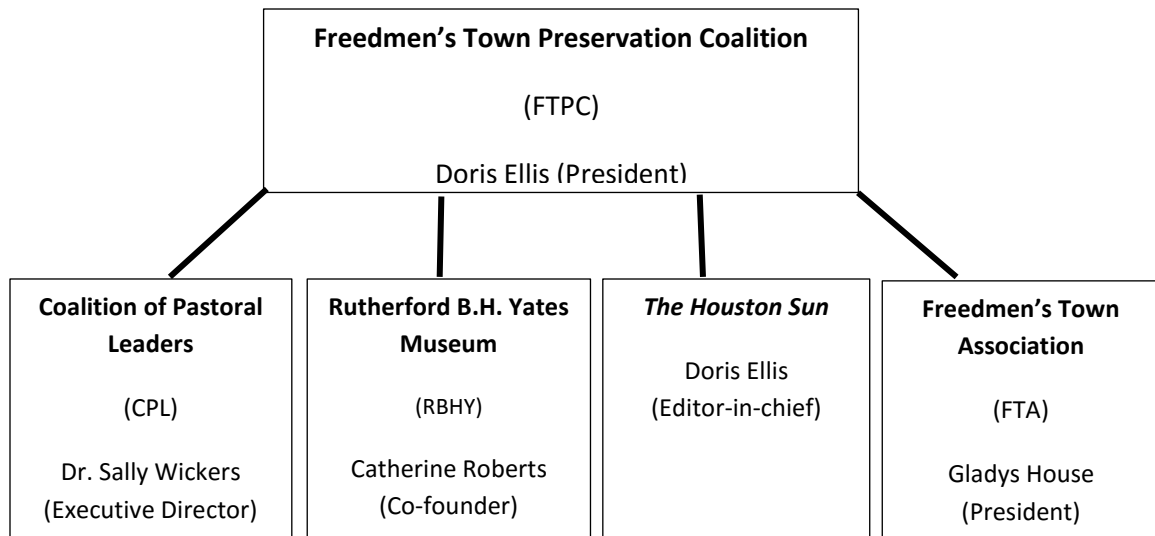 Freedmen’s Town Preservation Coalition
(FTPC)
Doris Ellis (President)
Coalition of Pastoral
Leaders
(CPL)
Dr. Sally Wickers
(Executive Director)
Rutherford B.H. Yates
Museum
(RBHY)
Catherine Roberts
(Co-founder)
The Houston Sun
Doris Ellis
(Editor-in-chief)
Freedmen’s Town
Association
(FTA)
Gladys House
(President)